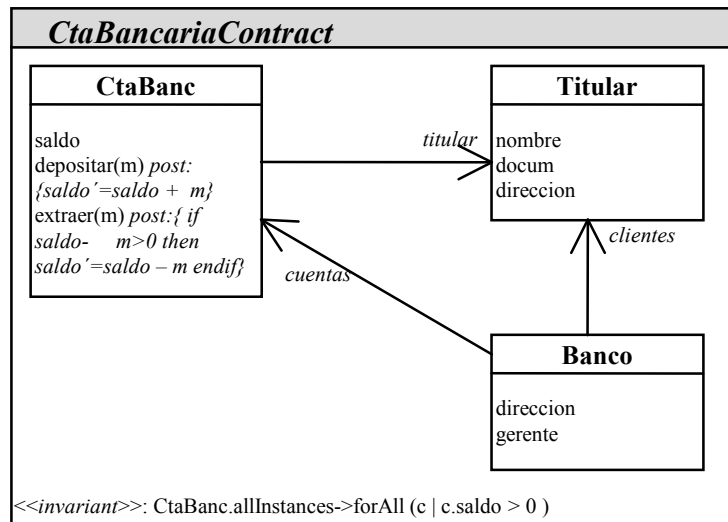 CtaBancariaContract
CtaBanc
saldo
depositar(m) post:
{saldo´=saldo + m}
extraer(m) post:{ if
saldo- m>0 then
saldo´=saldo – m endif}
titular
Titular
nombre
docum
direccion
clientes
cuentas
Banco
direccion
gerente
<<invariant>>: CtaBanc.allInstances->forAll (c | c.saldo > 0 )